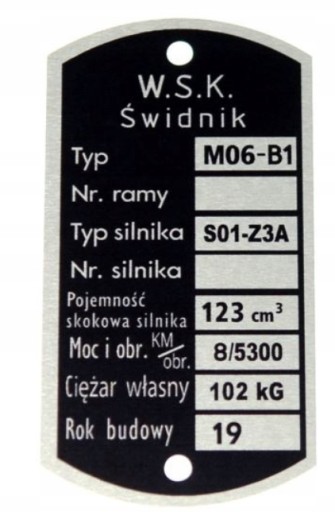 W.S.K.
Świdnik
Typ M06-B1
Nr. ramy
Typ silnika S01-Z3A
Nr. silnika
Pojemność
skokowa silnika 123 cm³
Moc i obr. KM/obr. 8/5300
Ciężar własny 102 kG
Rok budowy 19